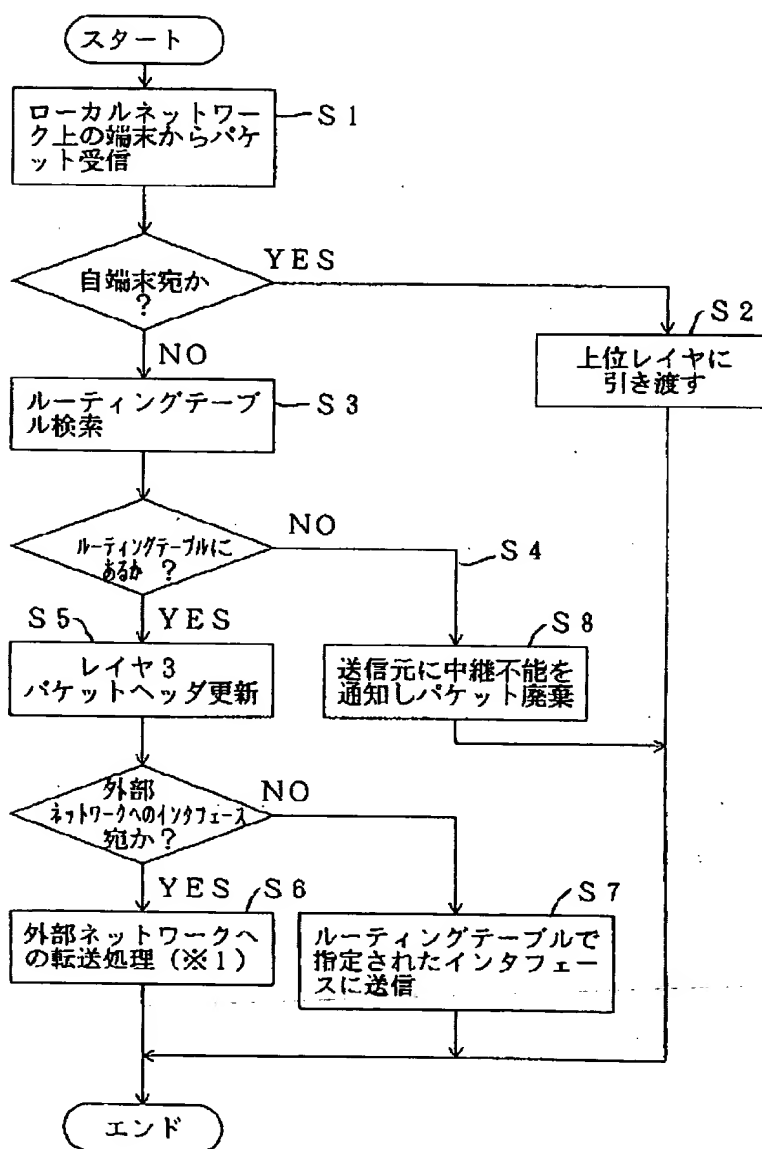 スタート
ローカルネットワー
ク上の端末からパケ
ット受信
S1
自端末宛か
?
YES
NO
S2
上位レイヤに
引き渡す
ルーティングテーブ
ル検索
S3
ルーティングテーブルに
あるか ?
NO
S4
YES
S5
レイヤ3
パケットヘッダ更新
S8
送信元に中継不能を
通知しパケット廃棄
外部
ネットワークへのインタフェース
宛か?
NO
YES
S6
外部ネットワークへ
の転送処理(※1)
S7
ルーティングテーブルで
指定されたインタフェー
スに送信
エンド